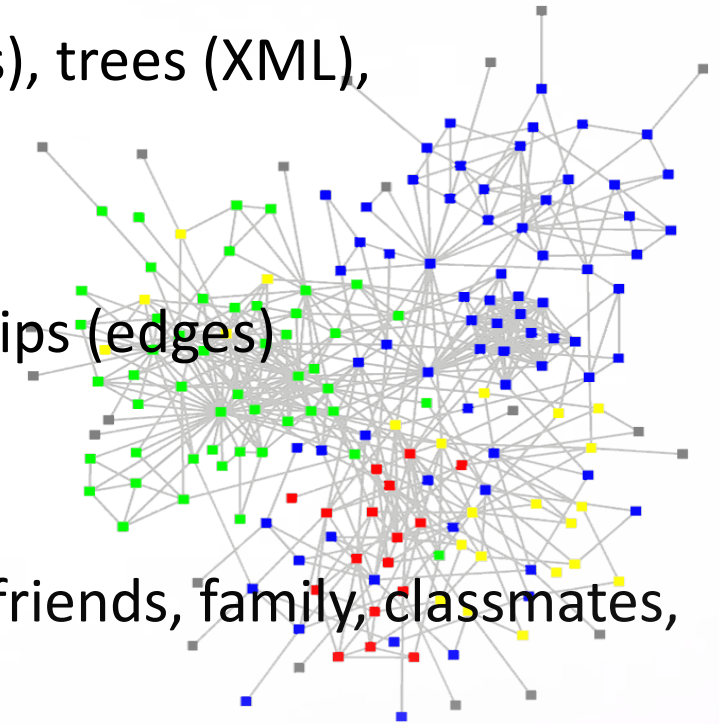 s), trees (XML),
ips (edges)
friends, family, classmates,